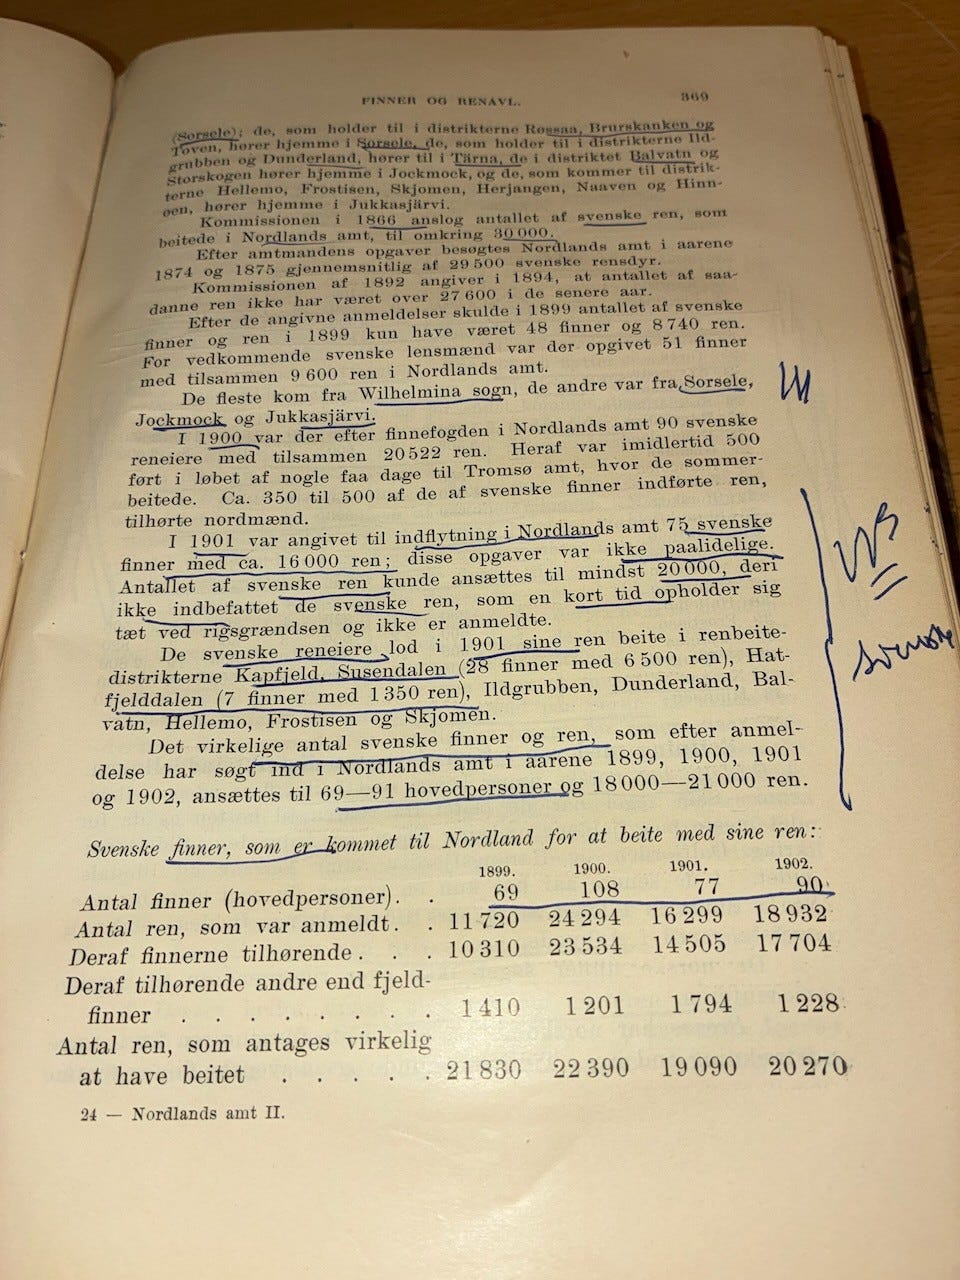 FINNER OG RENAVL.
369
(Sorsele); de, som holder til i distrikterne Røssaa, Brurskanken og
Toven, hører hjemme i Sorsele, de, som holder til i distrikterne Ild-
grubben og Dunderland, hører til i Tärna, de i distriktet Balvatn og
Storskogen hører hjemme i Jockmock, og de, som kommer til distrik-
terne Hellemo, Frostisen, Skjomen, Herjangen, Naaven og Hinn-
øen, hører hjemme i Jukkasjärvi.
Kommissionen i 1866 anslog antallet af svenske ren, som
beitede i Nordlands amt, til omkring 30 000.
Efter amtmandens opgaver besøgtes Nordlands amt i aarene
1874 og 1875 gjennemsnitlig af 29 500 svenske rensdyr.
Kommissionen af 1892 angiver i 1894, at antallet af saa-
danne ren ikke har været over 27 600 i de senere aar.
Efter de angivne anmeldelser skulde i 1899 antallet af svenske
finner og ren i 1899 kun have været 48 finner og 8 740 ren.
For vedkommende svenske lensmænd var der opgivet 51 finner
med tilsammen 9 600 ren i Nordlands amt.
De fleste kom fra Wilhelmina sogn, de andre var fra Sorsele,
Jockmock og Jukkasjärvi.
I 1900 var der efter finnefogden i Nordlands amt 90 svenske
reneiere med tilsammen 20 522 ren. Heraf var imidlertid 500
ført i løbet af nogle faa dage til Tromsø amt, hvor de sommer-
beitede. Ca. 350 til 500 af de af svenske finner indførte ren,
tilhørte nordmænd.
I 1901 var angivet til indflytning i Nordlands amt 75 svenske
finner med ca. 16 000 ren; disse opgaver var ikke paalidelige.
Antallet af svenske ren kunde ansættes til mindst 20 000, deri
ikke indbefattet de svenske ren, som en kort tid opholder sig
tæt ved rigsgrændsen og ikke er anmeldte.
De svenske reneiere lod i 1901 sine ren beite i renbeite-
distrikterne Kapfjeld, Susendalen (28 finner med 6 500 ren), Hat-
fjelddalen (7 finner med 1 350 ren), Ildgrubben, Dunderland, Bal-
vatn, Hellemo, Frostisen og Skjomen.
Det virkelige antal svenske finner og ren, som efter anmel-
delse har søgt ind i Nordlands amt i aarene 1899, 1900, 1901
og 1902, ansættes til 69—91 hovedpersoner og 18 000—21 000 ren.
Svenske finner, som er kommet til Nordland for at beite med sine ren:
1899. 1900. 1901. 1902.
Antal finner (hovedpersoner). . 69 108 77 90
Antal ren, som var anmeldt. . 11 720 24 294 16 299 18 932
Deraf finnerne tilhørende . . . 10 310 23 534 14 505 17 704
Deraf tilhørende andre end fjeld-
finner . . . . . . . . 1 410 1 201 1 794 1 228
Antal ren, som antages virkelig
at have beitet . . . . . 21 830 22 390 19 090 20 270
24 — Nordlands amt II.